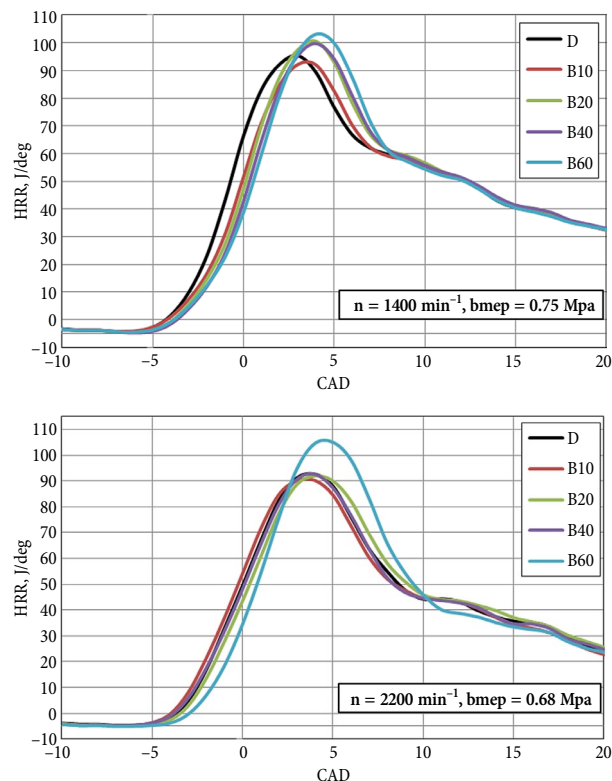 110
100
90
80
70
60
50
40
30
20
10
0
−10
HRR, J/deg
D
B10
B20
B40
B60
n = 1400 min⁻¹, bmep = 0.75 Mpa
−10 −5 0 5 10 15 20
CAD
110
100
90
80
70
60
50
40
30
20
10
0
−10
HRR, J/deg
D
B10
B20
B40
B60
n = 2200 min⁻¹, bmep = 0.68 Mpa
−10 −5 0 5 10 15 20
CAD